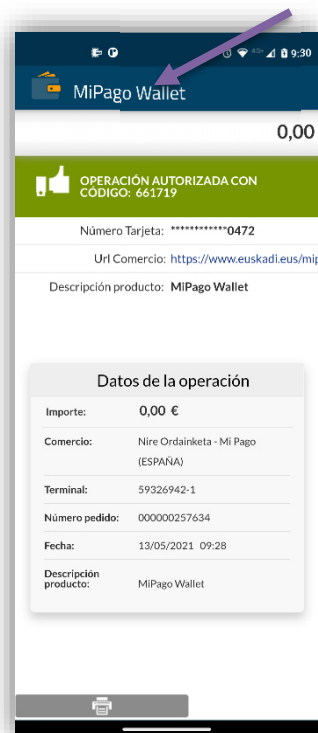 4G+ 9:30
MiPago Wallet
0,00
OPERACIÓN AUTORIZADA CON
CÓDIGO: 661719
Número Tarjeta: ************0472
Url Comercio: https://www.euskadi.eus/mip
Descripción producto: MiPago Wallet
Datos de la operación
Importe: 0,00 €
Comercio: Nire Ordainketa - Mi Pago
(ESPAÑA)
Terminal: 59326942-1
Número pedido: 000000257634
Fecha: 13/05/2021 09:28
Descripción
producto: MiPago Wallet